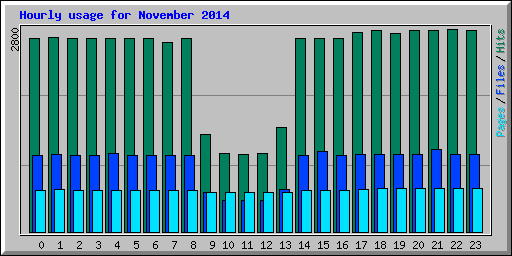 Hourly usage for November 2014
2800
Pages/Files/Hits
0 1 2 3 4 5 6 7 8 9 10 11 12 13 14 15 16 17 18 19 20 21 22 23